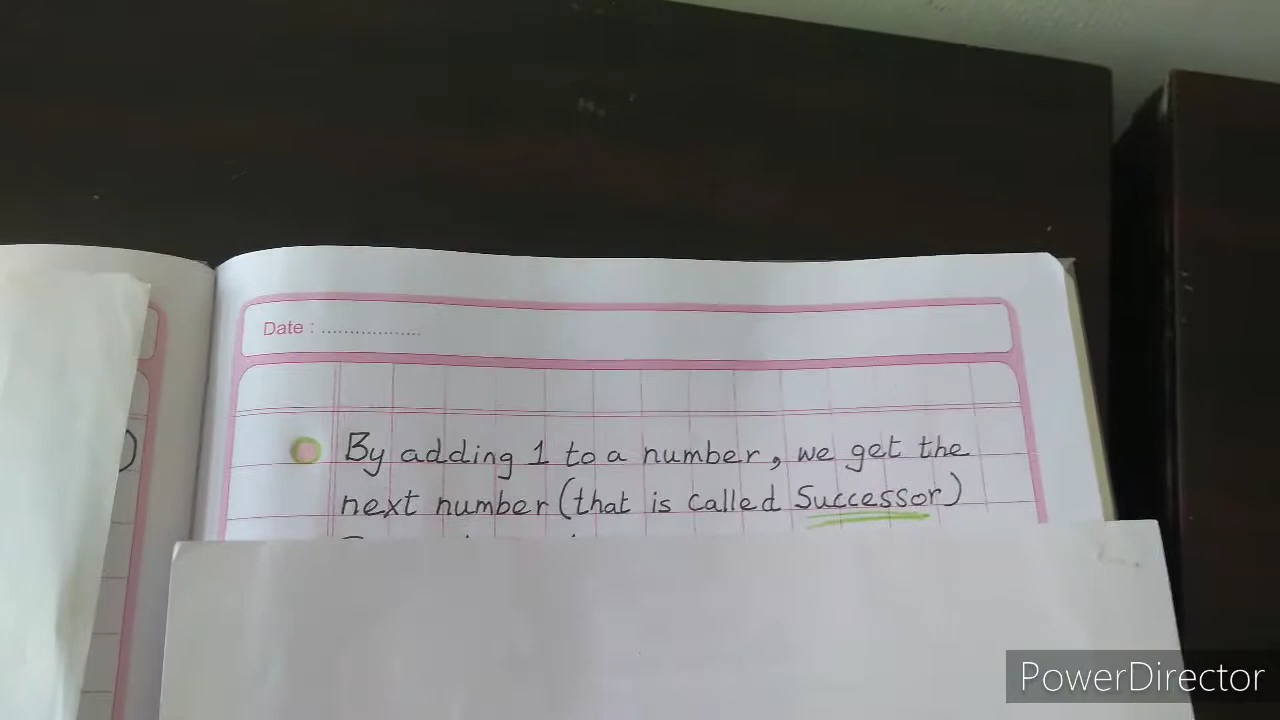 Date : ..................
By adding 1 to a number, we get the
next number (that is called Successor)
PowerDirector